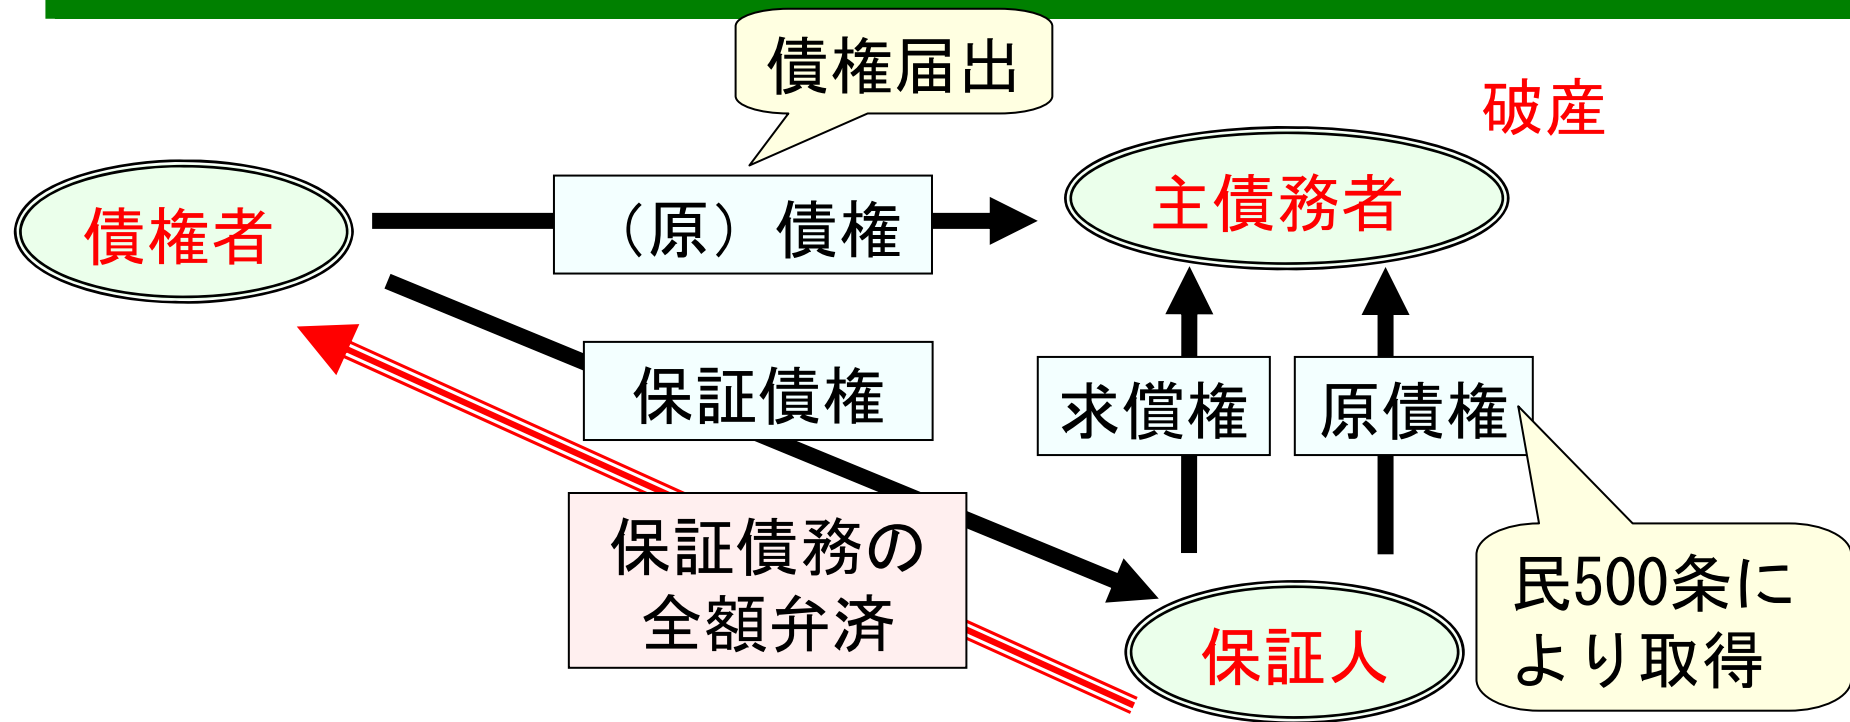 債権届出
破産
主債務者
債権者
（原）債権
保証債権
求償権
原債権
保証債務の
全額弁済
民500条に
より取得
保証人